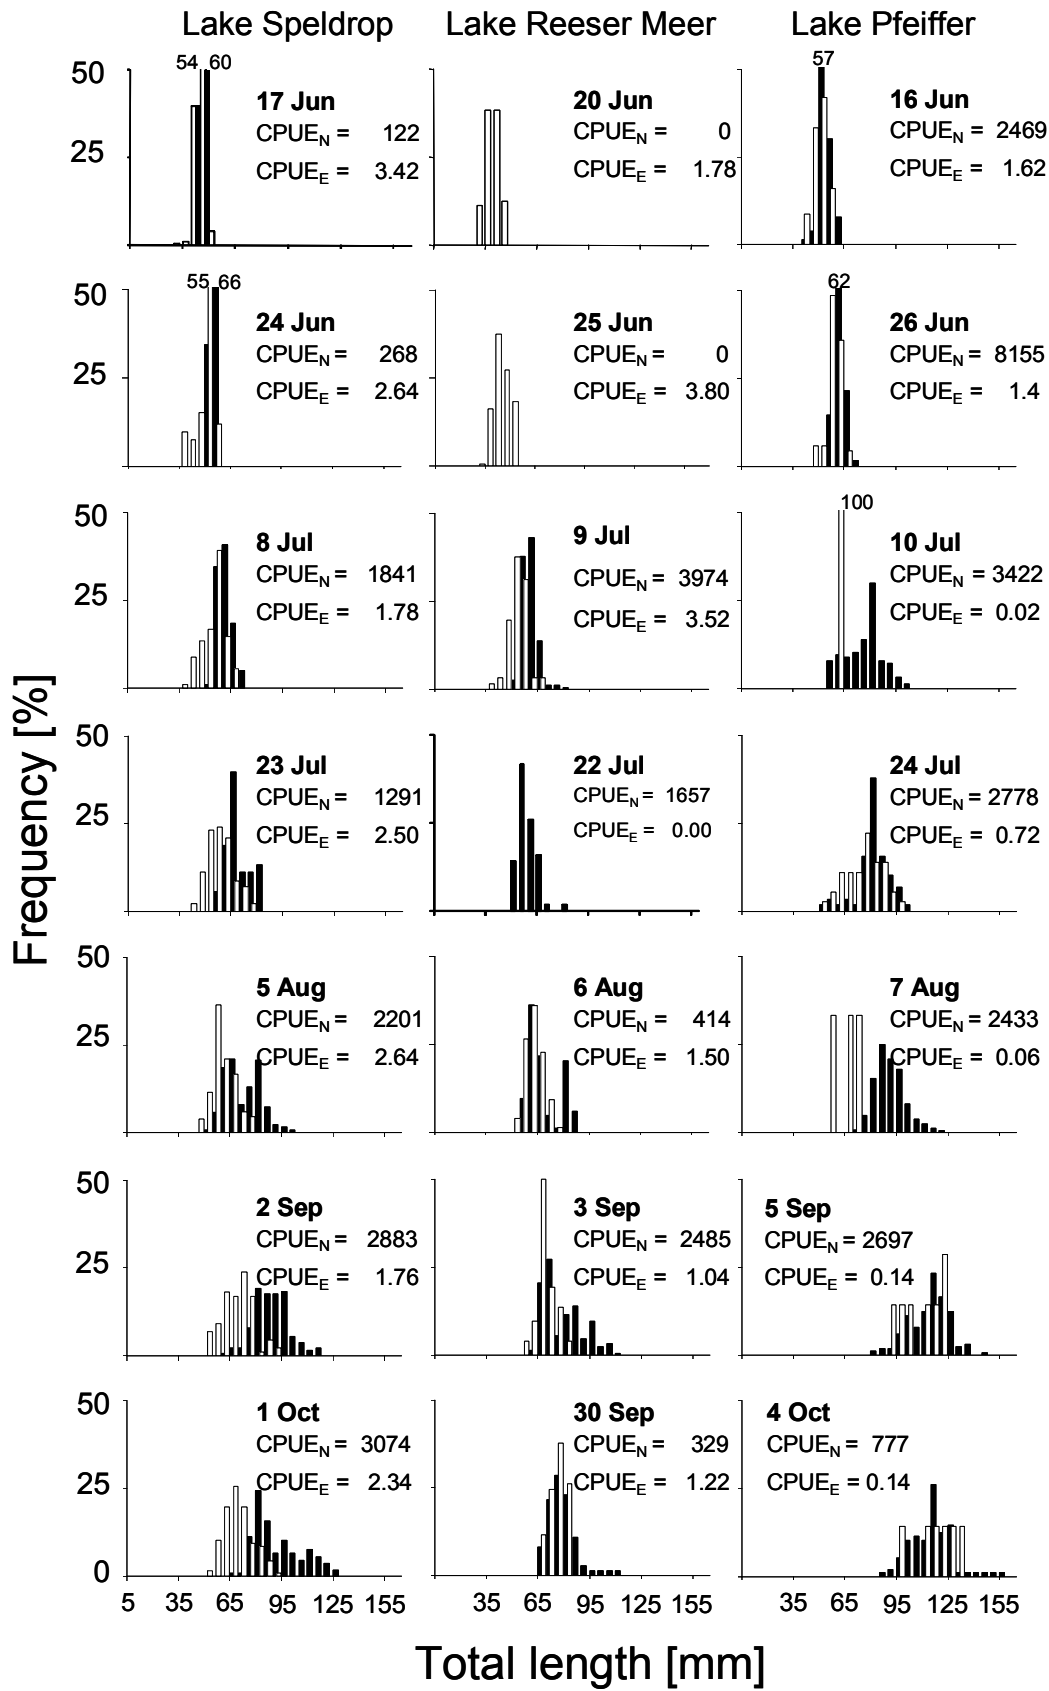 Lake Speldrop Lake Reeser Meer Lake Pfeiffer
Frequency [%]
50
25
54 60
17 Jun
CPUE_N = 122
CPUE_E = 3.42
20 Jun
CPUE_N = 0
CPUE_E = 1.78
57
16 Jun
CPUE_N = 2469
CPUE_E = 1.62
50
25
55 66
24 Jun
CPUE_N = 268
CPUE_E = 2.64
25 Jun
CPUE_N = 0
CPUE_E = 3.80
62
26 Jun
CPUE_N = 8155
CPUE_E = 1.4
50
25
8 Jul
CPUE_N = 1841
CPUE_E = 1.78
9 Jul
CPUE_N = 3974
CPUE_E = 3.52
100
10 Jul
CPUE_N = 3422
CPUE_E = 0.02
50
25
23 Jul
CPUE_N = 1291
CPUE_E = 2.50
22 Jul
CPUE_N = 1657
CPUE_E = 0.00
24 Jul
CPUE_N = 2778
CPUE_E = 0.72
50
25
5 Aug
CPUE_N = 2201
CPUE_E = 2.64
6 Aug
CPUE_N = 414
CPUE_E = 1.50
7 Aug
CPUE_N = 2433
CPUE_E = 0.06
50
25
2 Sep
CPUE_N = 2883
CPUE_E = 1.76
3 Sep
CPUE_N = 2485
CPUE_E = 1.04
5 Sep
CPUE_N = 2697
CPUE_E = 0.14
50
25
0
1 Oct
CPUE_N = 3074
CPUE_E = 2.34
30 Sep
CPUE_N = 329
CPUE_E = 1.22
4 Oct
CPUE_N = 777
CPUE_E = 0.14
5 35 65 95 125 155 35 65 95 125 155 35 65 95 125 155
Total length [mm]